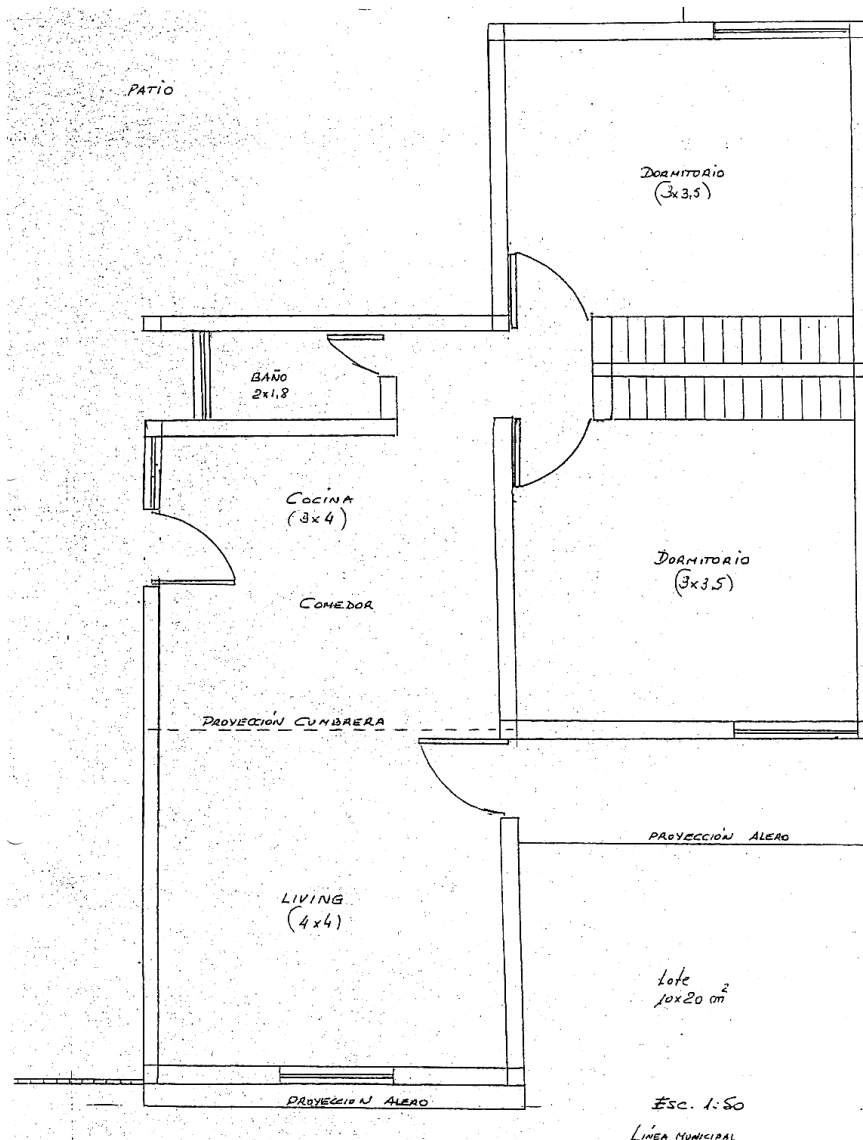 PATIO
DORMITORIO
(3x3,5)
BAÑO
2x1,8
COCINA
(3x4)
COMEDOR
DORMITORIO
(3x3,5)
PROYECCIÓN CUMBRERA
PROYECCIÓN ALERO
LIVING
(4x4)
Lote
10x20 m²
PROYECCION ALERO
ESC. 1:50
LÍNEA MUNICIPAL